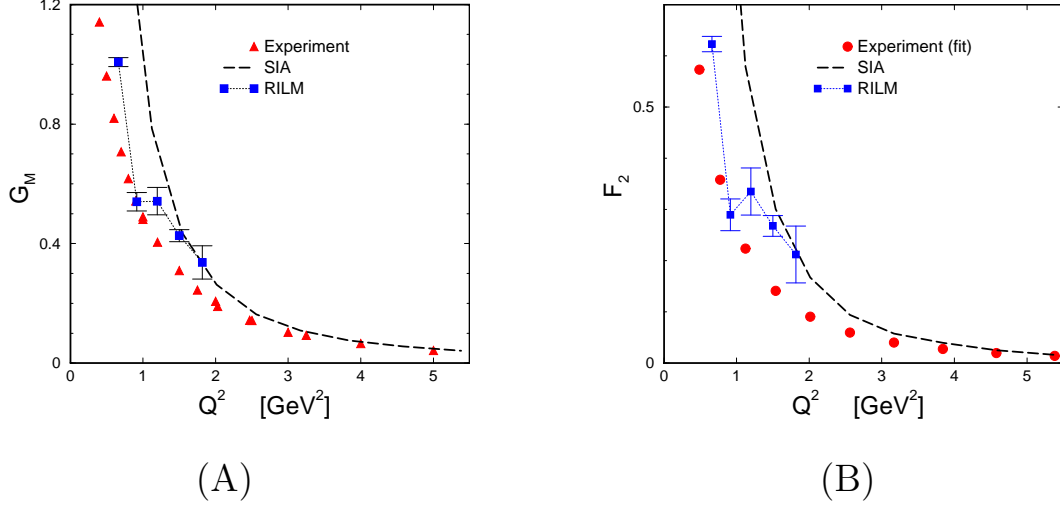 1.2
0.8
0.4
0
G_M
Experiment
SIA
RILM
0 1 2 3 4 5
Q^2 [GeV^2]
(A)
0.5
0
F_2
Experiment (fit)
SIA
RILM
0 1 2 3 4 5
Q^2 [GeV^2]
(B)